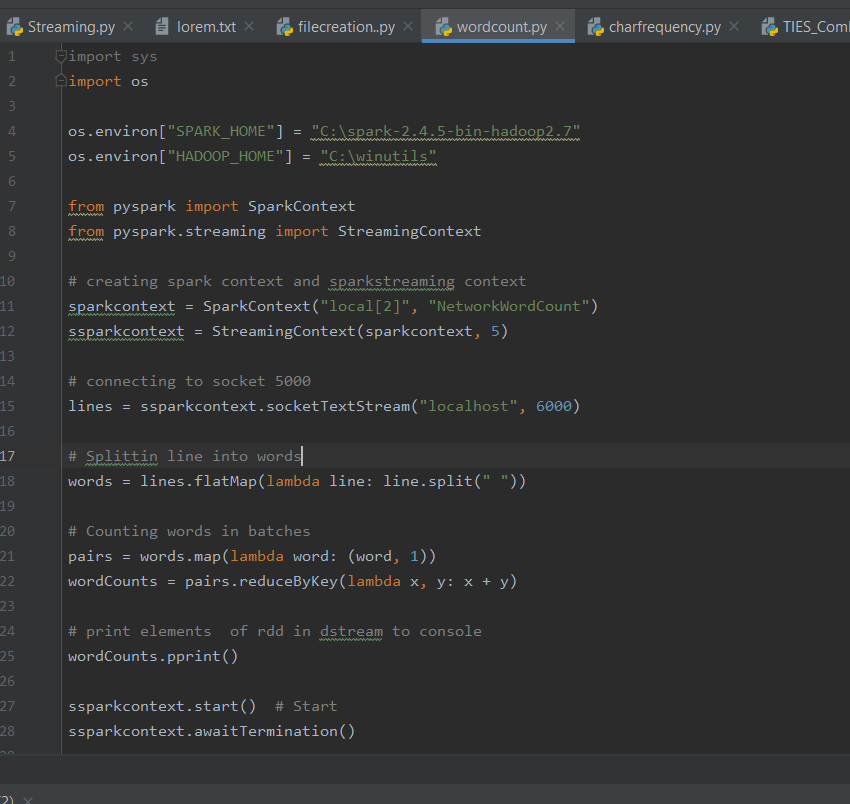 Streaming.py lorem.txt filecreation..py wordcount.py charfrequency.py
1 import sys
2 import os
3
4 os.environ["SPARK_HOME"] = "C:\spark-2.4.5-bin-hadoop2.7"
5 os.environ["HADOOP_HOME"] = "C:\winutils"
6
7 from pyspark import SparkContext
8 from pyspark.streaming import StreamingContext
9
10 # creating spark context and sparkstreaming context
11 sparkcontext = SparkContext("local[2]", "NetworkWordCount")
12 ssparkcontext = StreamingContext(sparkcontext, 5)
13
14 # connecting to socket 5000
15 lines = ssparkcontext.socketTextStream("localhost", 6000)
16
17 # Splittin line into words
18 words = lines.flatMap(lambda line: line.split(" "))
19
20 # Counting words in batches
21 pairs = words.map(lambda word: (word, 1))
22 wordCounts = pairs.reduceByKey(lambda x, y: x + y)
23
24 # print elements  of rdd in dstream to console
25 wordCounts.pprint()
26
27 ssparkcontext.start()  # Start
28 ssparkcontext.awaitTermination()